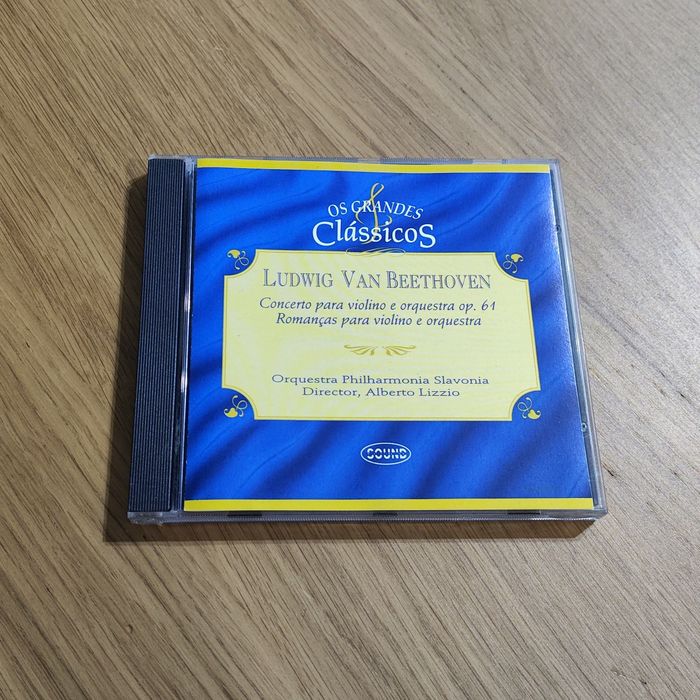 OS GRANDES
ClássicoS
LUDWIG VAN BEETHOVEN
Concerto para violino e orquestra op. 61
Romanças para violino e orquestra
Orquestra Philharmonia Slavonia
Director, Alberto Lizzio
SOUND